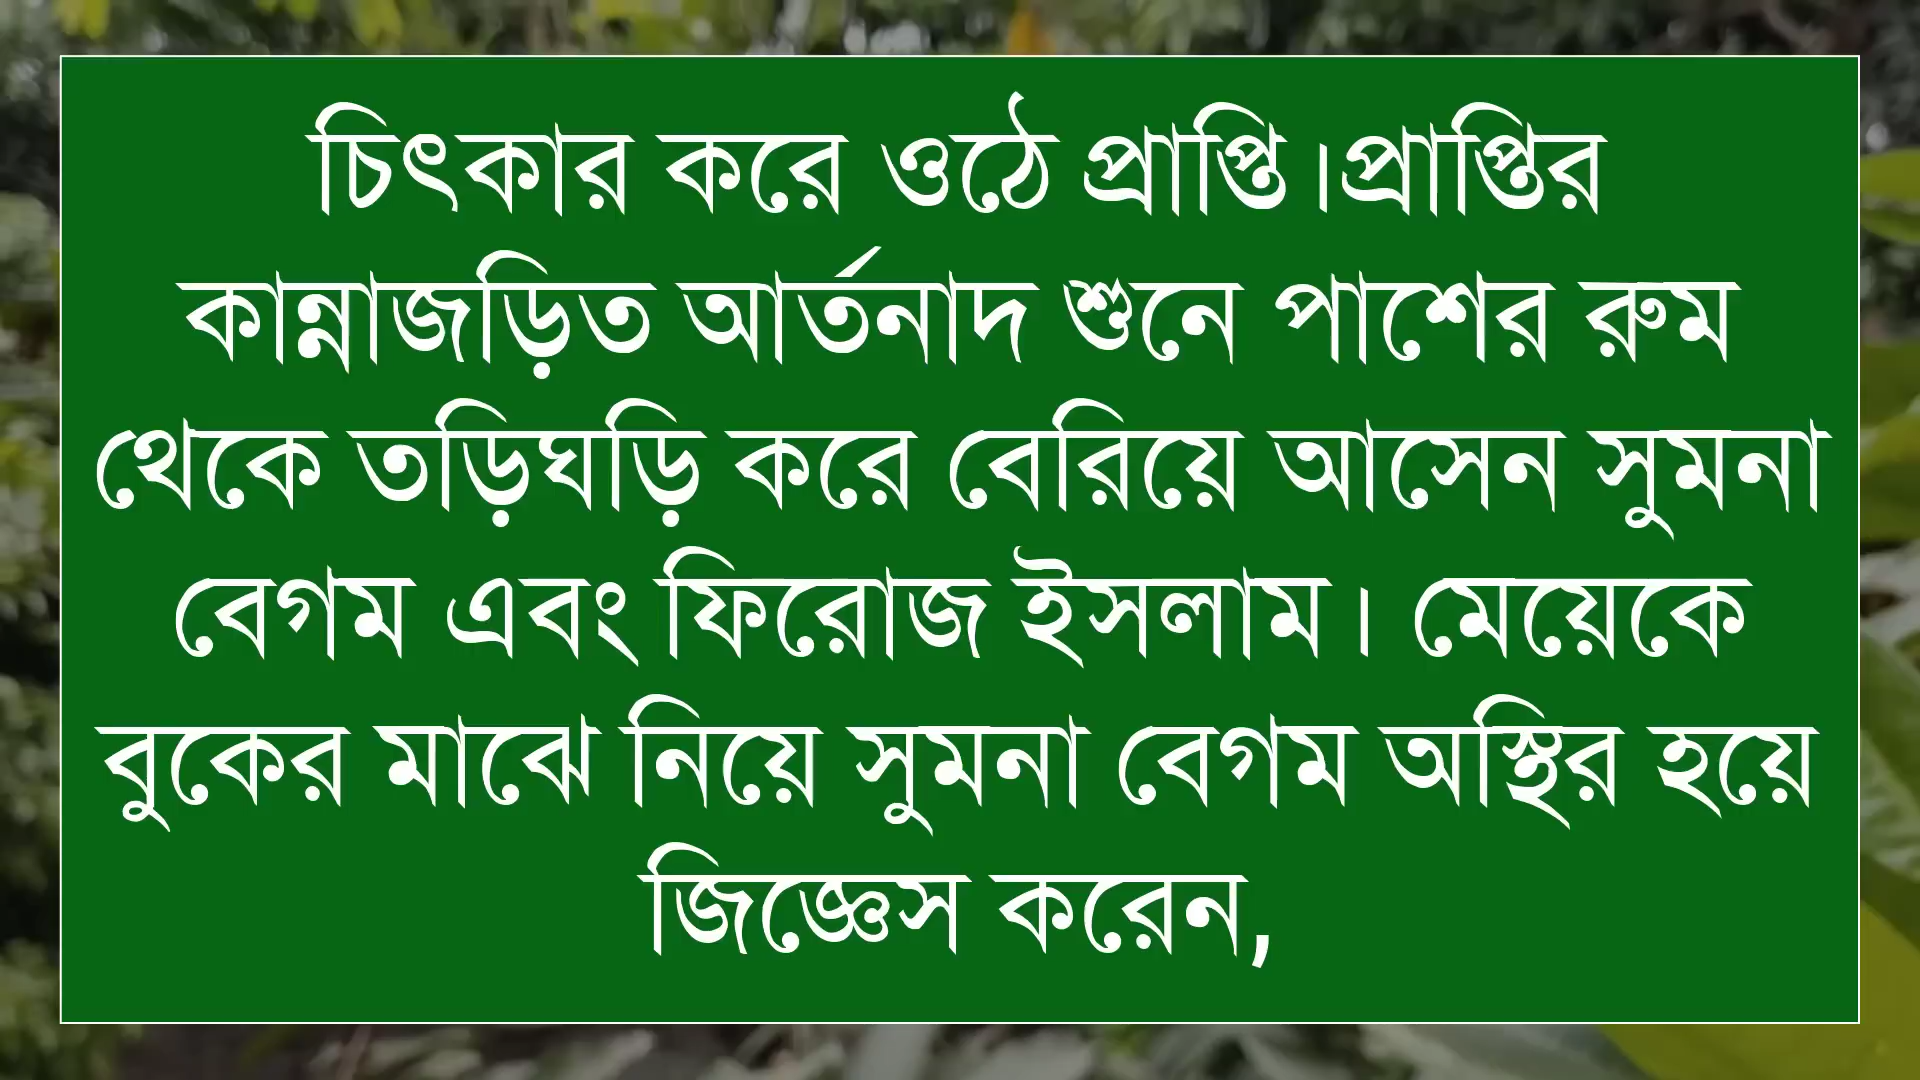 চিৎকার করে ওঠে প্রাপ্তি।প্রাপ্তির
কান্নাজড়িত আর্তনাদ শুনে পাশের রুম
থেকে তড়িঘড়ি করে বেরিয়ে আসেন সুমনা
বেগম এবং ফিরোজ ইসলাম। মেয়েকে
বুকের মাঝে নিয়ে সুমনা বেগম অস্থির হয়ে
জিজ্ঞেস করেন,